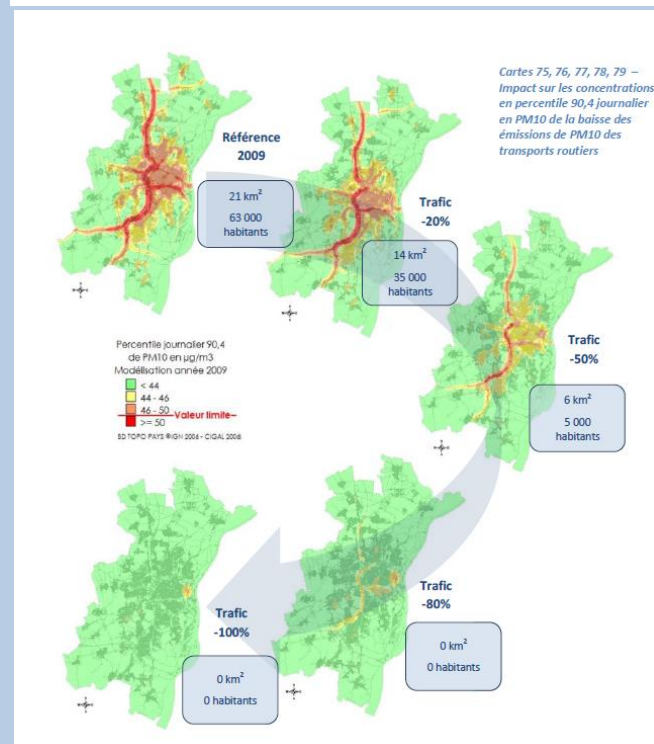 Cartes 75, 76, 77, 78, 79 –
Impact sur les concentrations
en percentile 90,4 journalier
en PM10 de la baisse des
émissions de PM10 des
transports routiers
Référence
2009
21 km²
63 000
habitants
Trafic
-20%
14 km²
35 000
habitants
Trafic
-50%
6 km²
5 000
habitants
Percentile journalier 90,4
de PM10 en µg/m3
Modélisation année 2009
< 44
44 - 46
46 - 50
Valeur limite
>= 50
BD TOPO PAYS ®IGN 2006 - CIGAL 2008
Trafic
-80%
0 km²
0 habitants
Trafic
-100%
0 km²
0 habitants